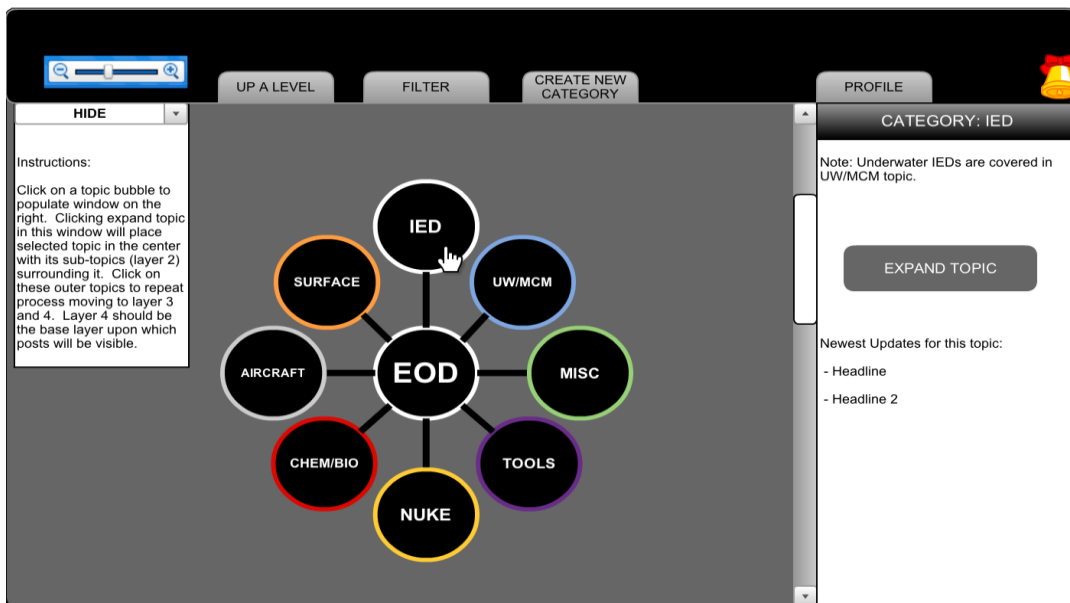 UP A LEVEL
FILTER
CREATE NEW
CATEGORY
PROFILE
HIDE
Instructions:
Click on a topic bubble to
populate window on the
right.  Clicking expand topic
in this window will place
selected topic in the center
with its sub-topics (layer 2)
surrounding it.  Click on
these outer topics to repeat
process moving to layer 3
and 4.  Layer 4 should be
the base layer upon which
posts will be visible.
IED
SURFACE
UW/MCM
AIRCRAFT
EOD
MISC
CHEM/BIO
TOOLS
NUKE
CATEGORY: IED
Note: Underwater IEDs are covered in
UW/MCM topic.
EXPAND TOPIC
Newest Updates for this topic:
- Headline
- Headline 2